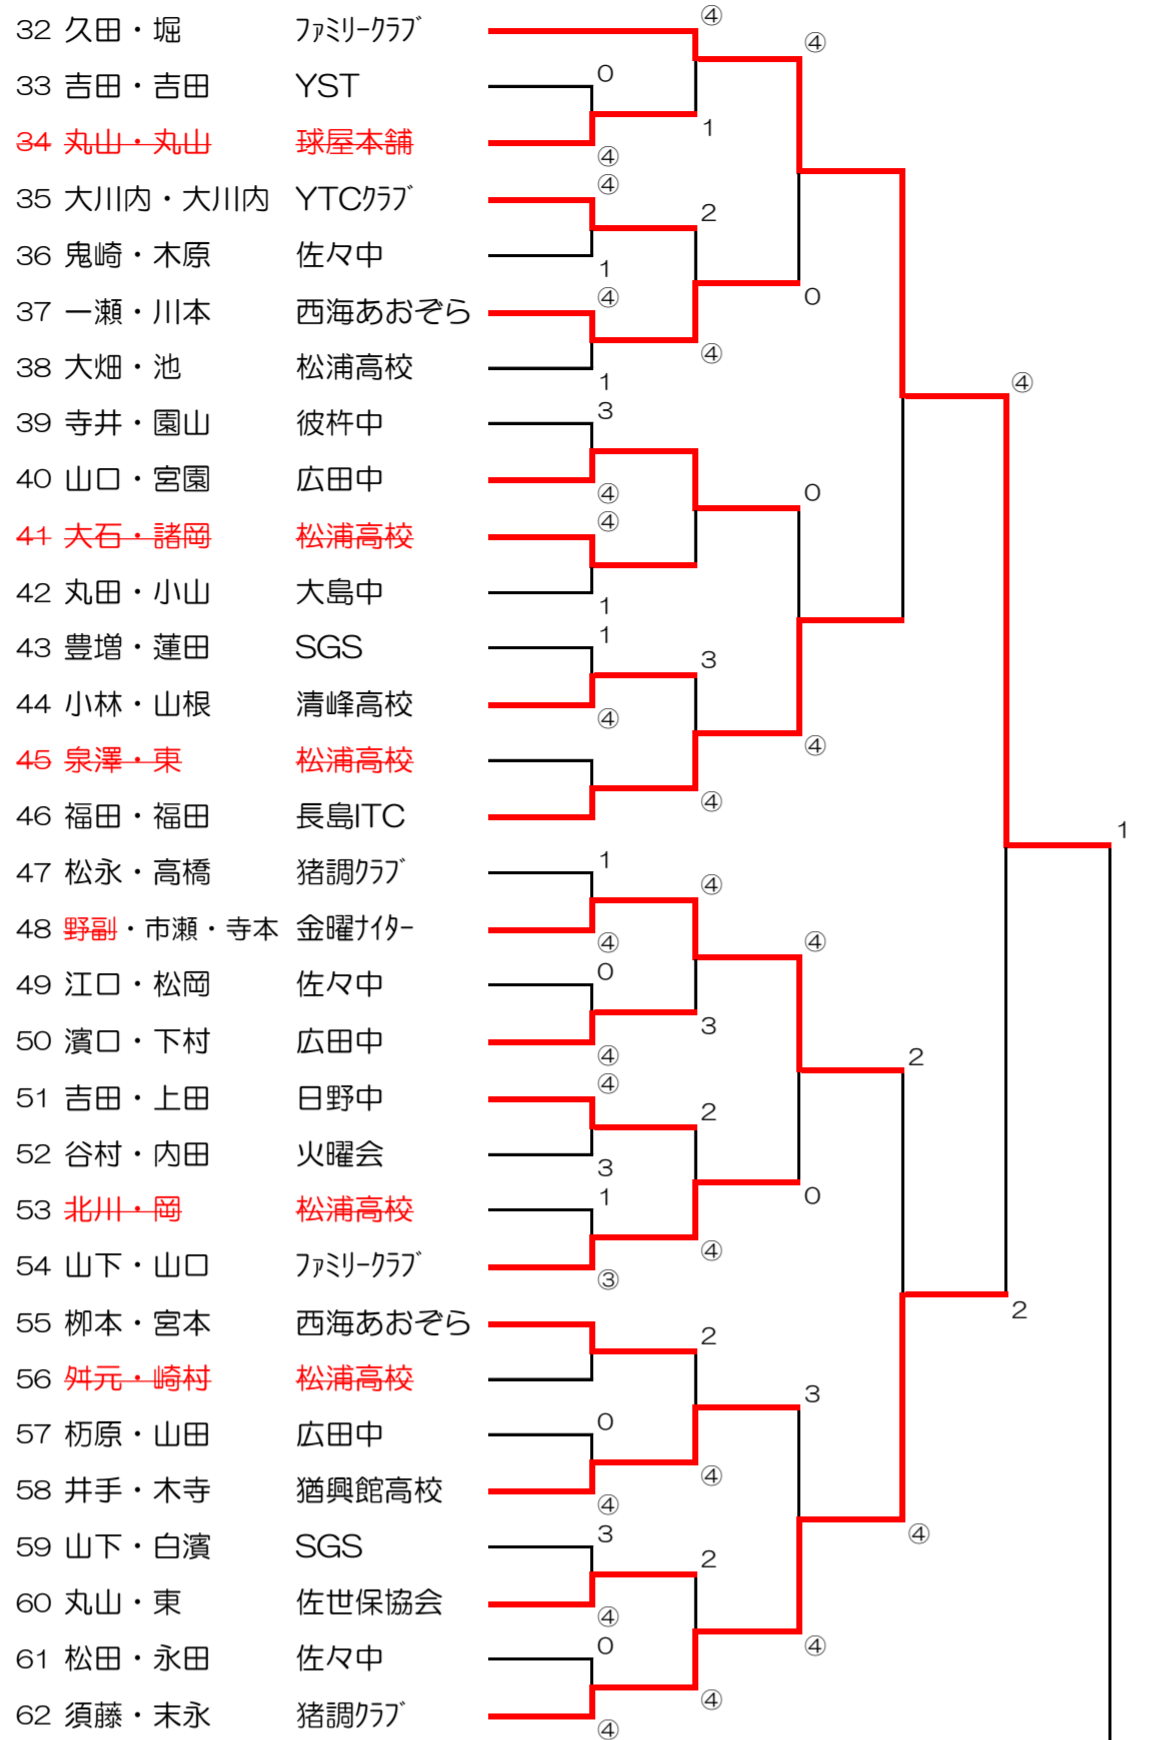 32 久田・堀 ﾌｧﾐﾘｰｸﾗﾌﾞ ④
④
33 吉田・吉田 YST 0
34 丸山・丸山 球屋本舗 ④ 1
35 大川内・大川内 YTCｸﾗﾌﾞ ④ 2
36 鬼崎・木原 佐々中 1
37 一瀬・川本 西海あおぞら ④ 0
38 大畑・池 松浦高校 1 ④ ④
39 寺井・園山 彼杵中 3
40 山口・宮園 広田中 ④ 0
41 大石・諸岡 松浦高校 ④
42 丸田・小山 大島中 1
43 豊増・蓮田 SGS 1 3
44 小林・山根 清峰高校 ④
45 泉澤・東 松浦高校 ④
46 福田・福田 長島ITC ④ 1
47 松永・高橋 猪調ｸﾗﾌﾞ 1 ④
48 野副・市瀬・寺本 金曜ﾅｲﾀｰ ④ ④
49 江口・松岡 佐々中 0
50 濱口・下村 広田中 ④ 3 2
51 吉田・上田 日野中 ④ 2
52 谷村・内田 火曜会 3
53 北川・岡 松浦高校 1 0
54 山下・山口 ﾌｧﾐﾘｰｸﾗﾌﾞ ③ ④
55 栁本・宮本 西海あおぞら 2 2
56 舛元・崎村 松浦高校 3
57 枥原・山田 広田中 0
58 井手・木寺 猶興館高校 ④ ④
59 山下・白濱 SGS 3 2 ④
60 丸山・東 佐世保協会 ④
61 松田・永田 佐々中 0 ④
62 須藤・末永 猪調ｸﾗﾌﾞ ④ ④